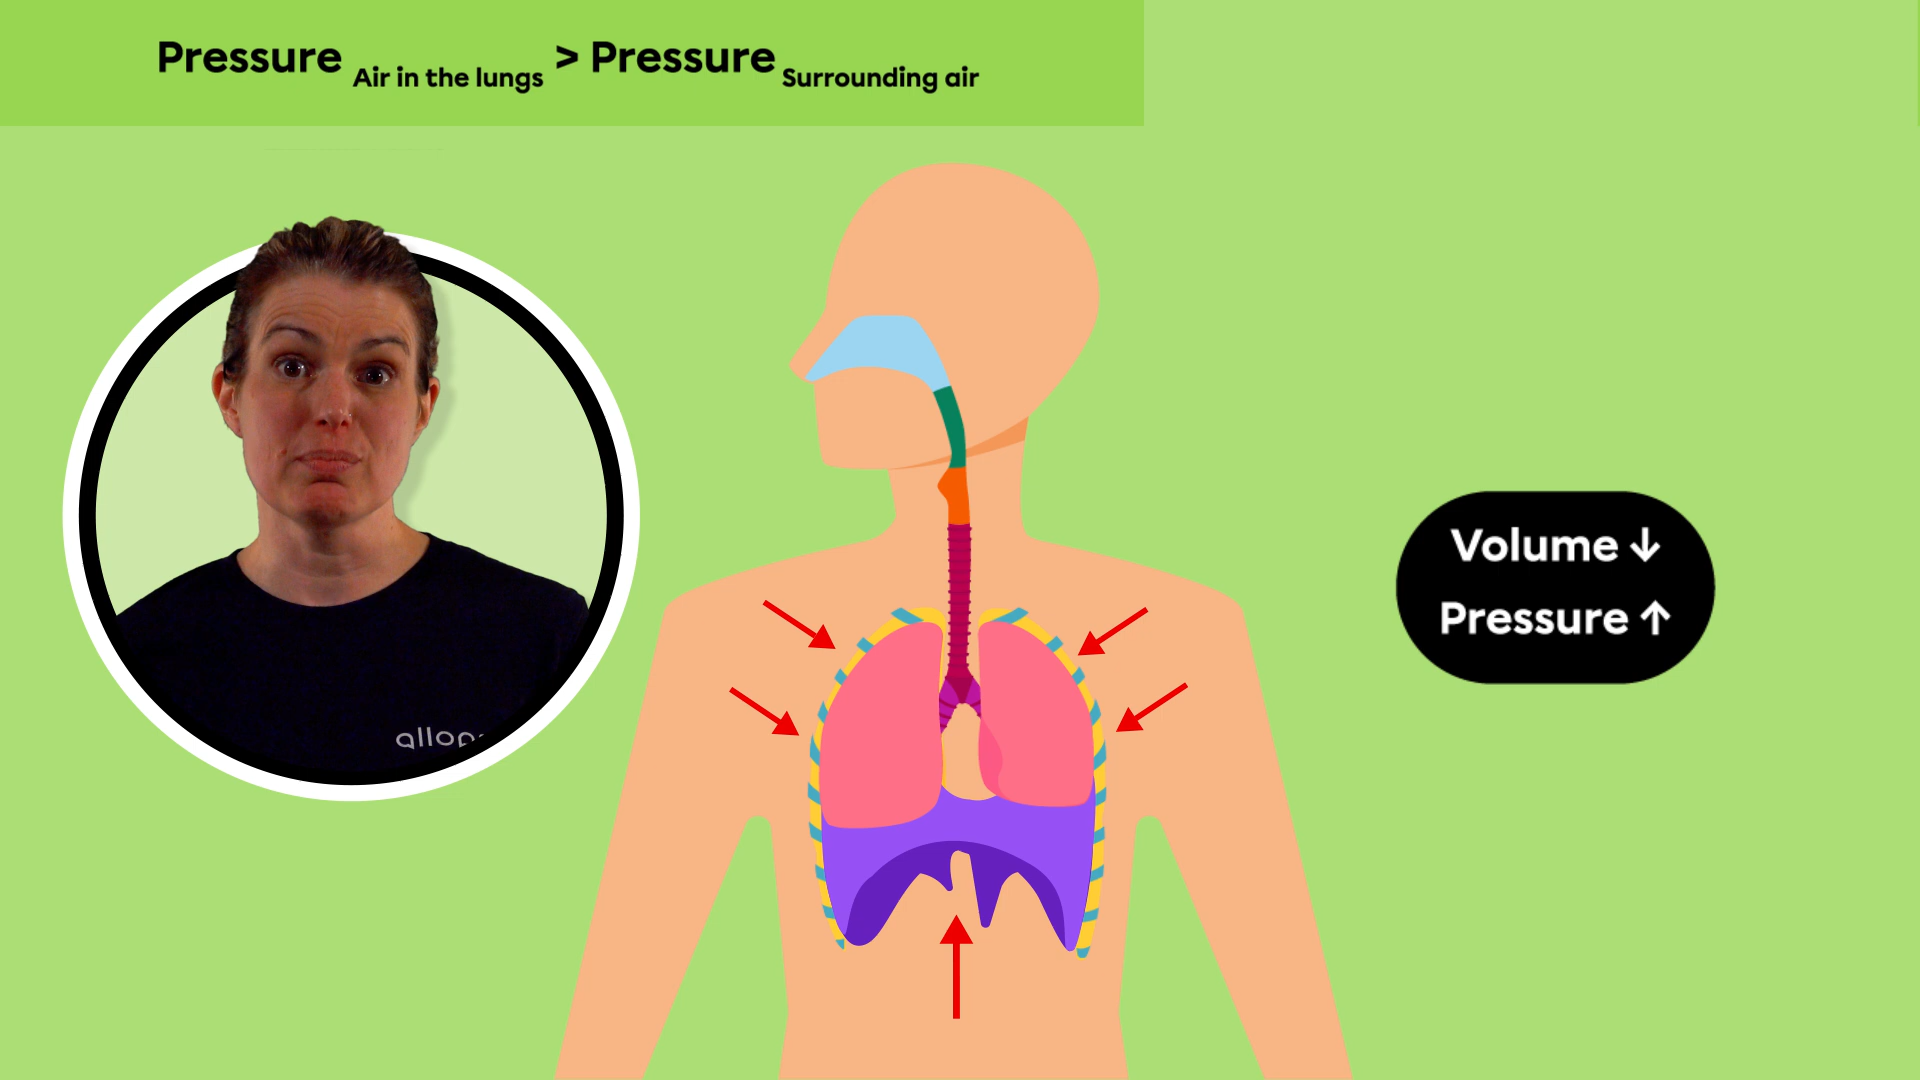 Pressure Air in the lungs > Pressure Surrounding air
Volume ↓
Pressure ↑